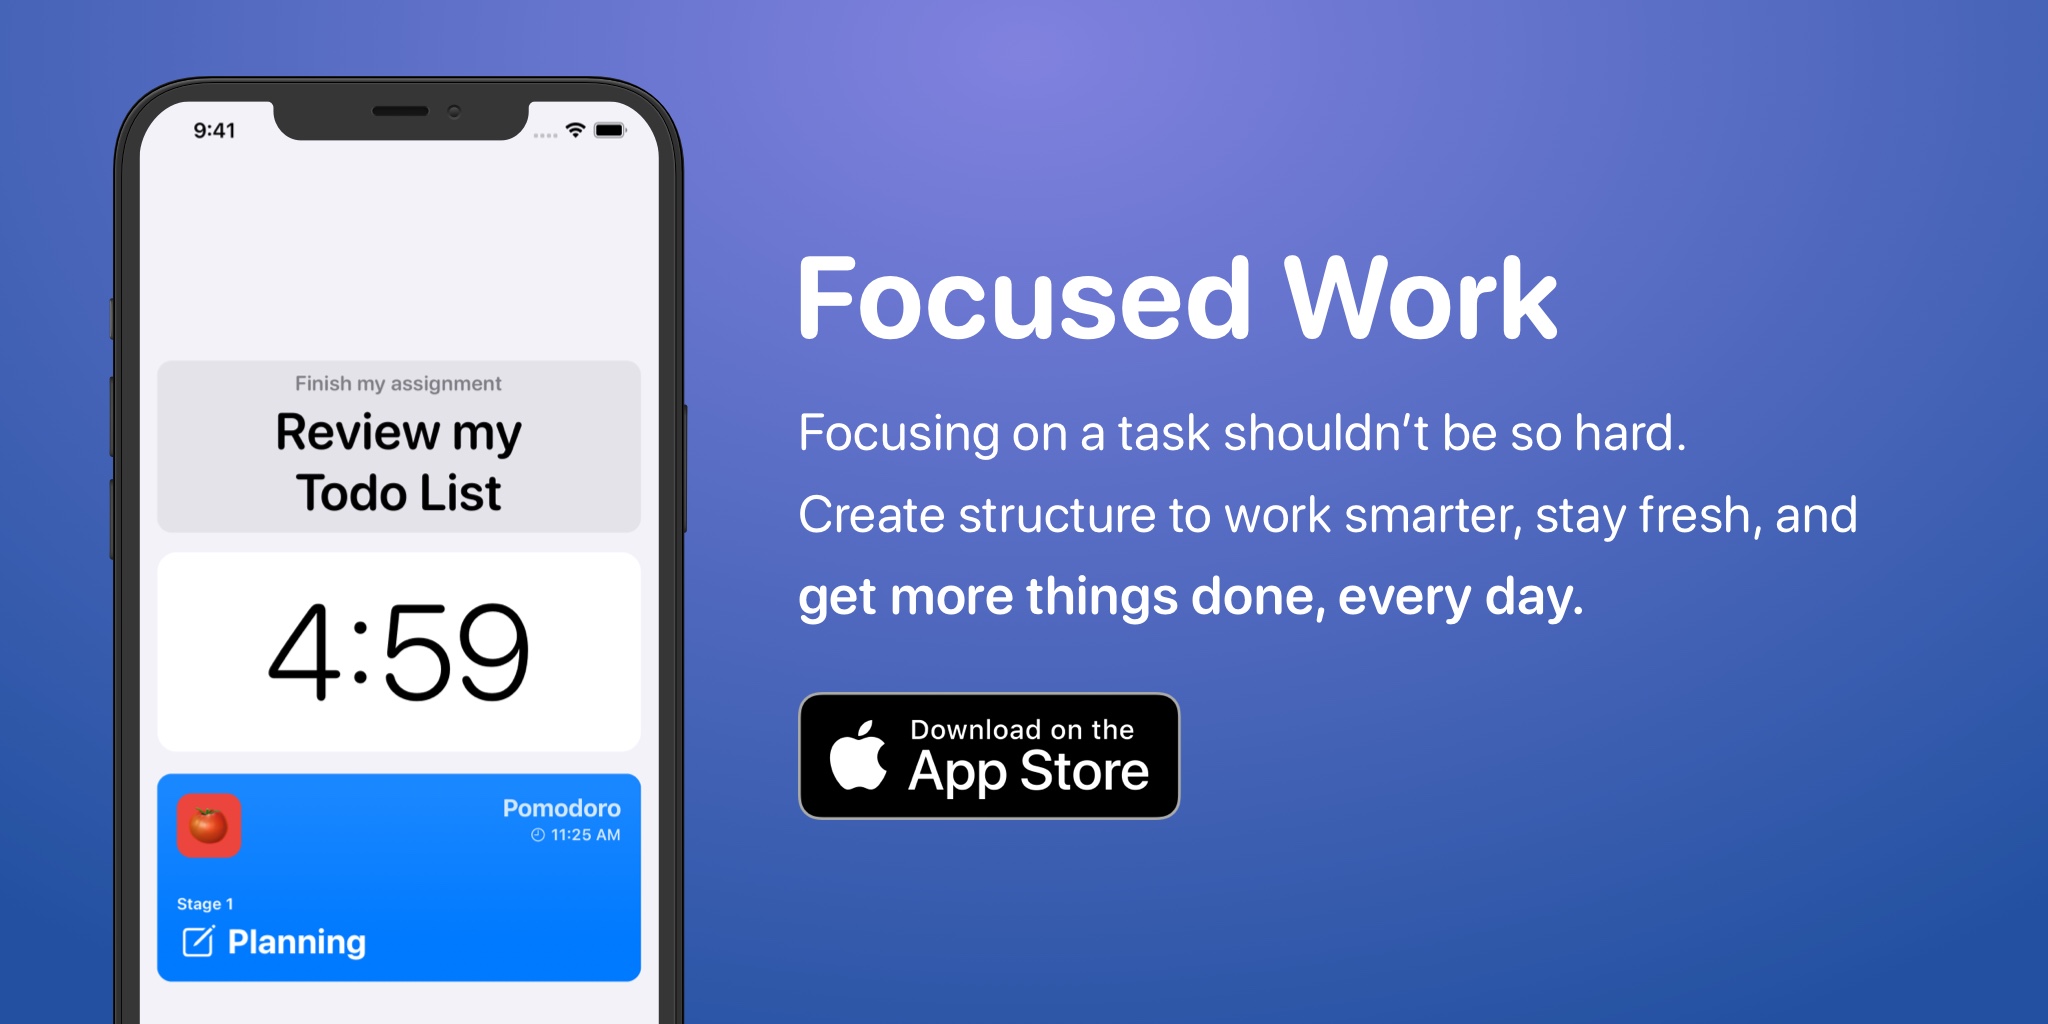 9:41
Finish my assignment
Review my
Todo List
4:59
Pomodoro
11:25 AM
Stage 1
Planning
Focused Work
Focusing on a task shouldn’t be so hard.
Create structure to work smarter, stay fresh, and
get more things done, every day.
Download on the
App Store